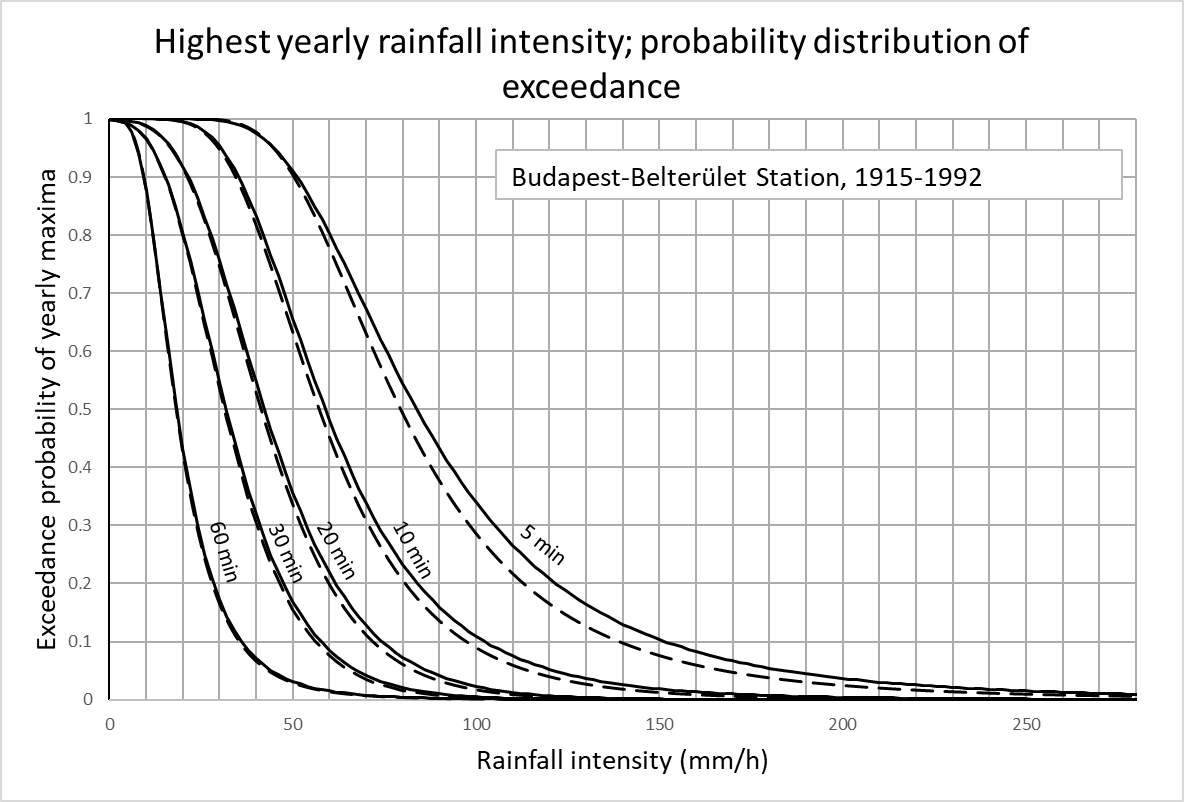 Highest yearly rainfall intensity; probability distribution of
exceedance
Budapest-Belterület Station, 1915-1992
Exceedance probability of yearly maxima
1
0.9
0.8
0.7
0.6
0.5
0.4
0.3
0.2
0.1
0
60 min
30 min
20 min
10 min
5 min
0
50
100
150
200
250
Rainfall intensity (mm/h)